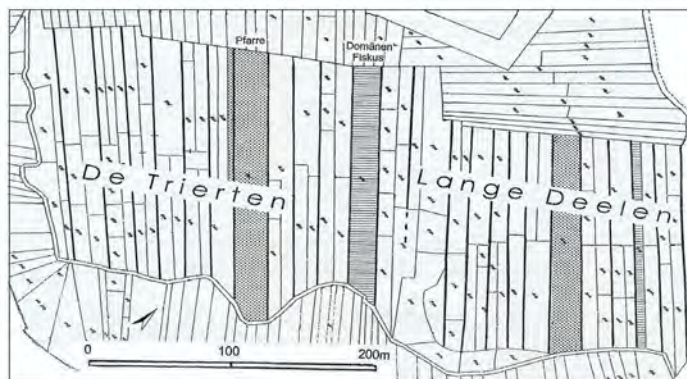 Pfarre
Domänen-
Fiskus
De Trierten
Lange Deelen
0 100 200m